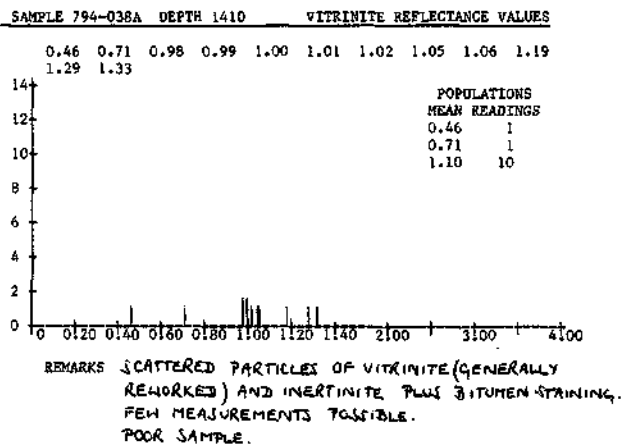 SAMPLE 794-038A DEPTH 1410 VITRINITE REFLECTANCE VALUES
0.46 0.71 0.98 0.99 1.00 1.01 1.02 1.05 1.06 1.19
1.29 1.33
POPULATIONS
MEAN READINGS
0.46 1
0.71 1
1.10 10
14
12
10
8
6
4
2
0
0 0.20 0.40 0.60 0.80 1.00 1.20 1.40 2.00 3.00 4.00
REMARKS SCATTERED PARTICLES OF VITRINITE (GENERALLY
REWORKED) AND INERTINITE PLUS BITUMEN STAINING.
FEW MEASUREMENTS POSSIBLE.
POOR SAMPLE.